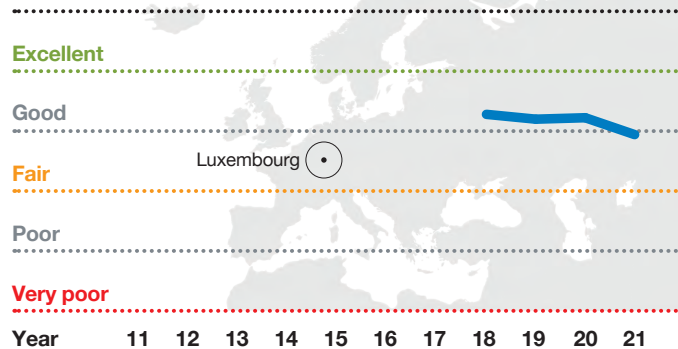 Excellent
Good
Luxembourg
Fair
Poor
Very poor
Year 11 12 13 14 15 16 17 18 19 20 21